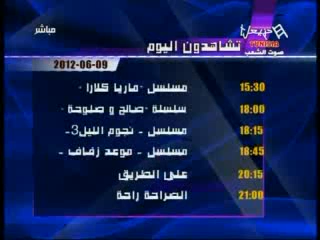 مباشر
TUNISIA
صوت الشعب
تشاهدون اليوم
2012-06-09
15:30 مسلسل -ماريا كلارا -
18:00 سلسلة -صالح و صلوحة -
18:15 مسلسل - نجوم الليل3-
18:45 مسلسل - موعد زفاف -
20:15 على الطريق
21:00 الصراحة راحة